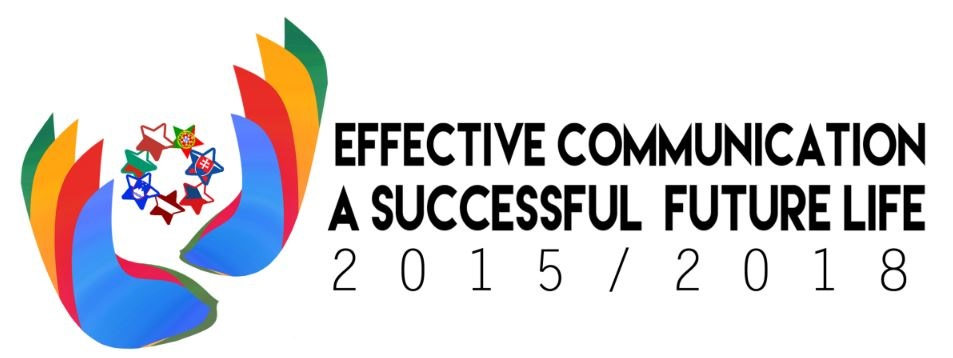 EFFECTIVE COMMUNICATION
A SUCCESSFUL FUTURE LIFE
2015/2018